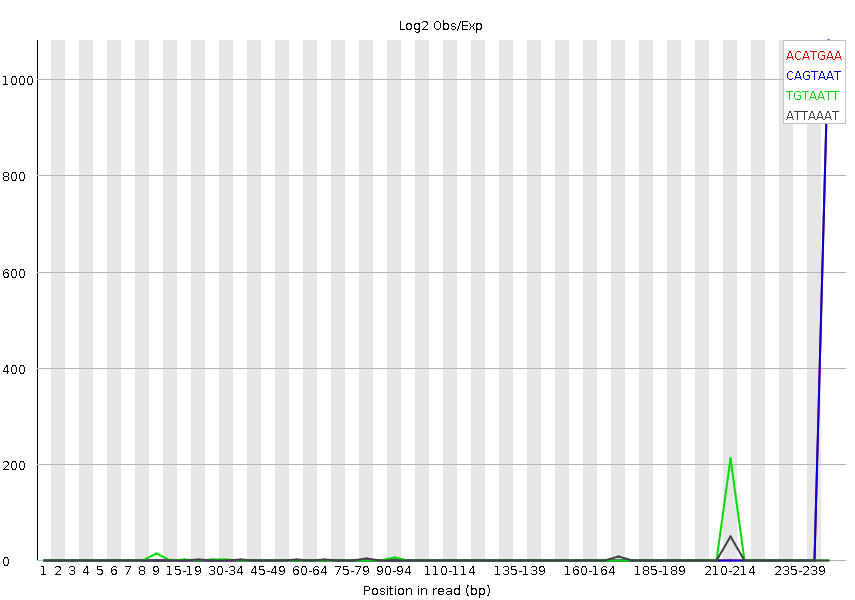 Log2 Obs/Exp
1000
800
600
400
200
0
ACATGAA
CAGTAAT
TGTAATT
ATTAAAT
1 2 3 4 5 6 7 8 9 15-19 30-34 45-49 60-64 75-79 90-94 110-114 135-139 160-164 185-189 210-214 235-239
Position in read (bp)